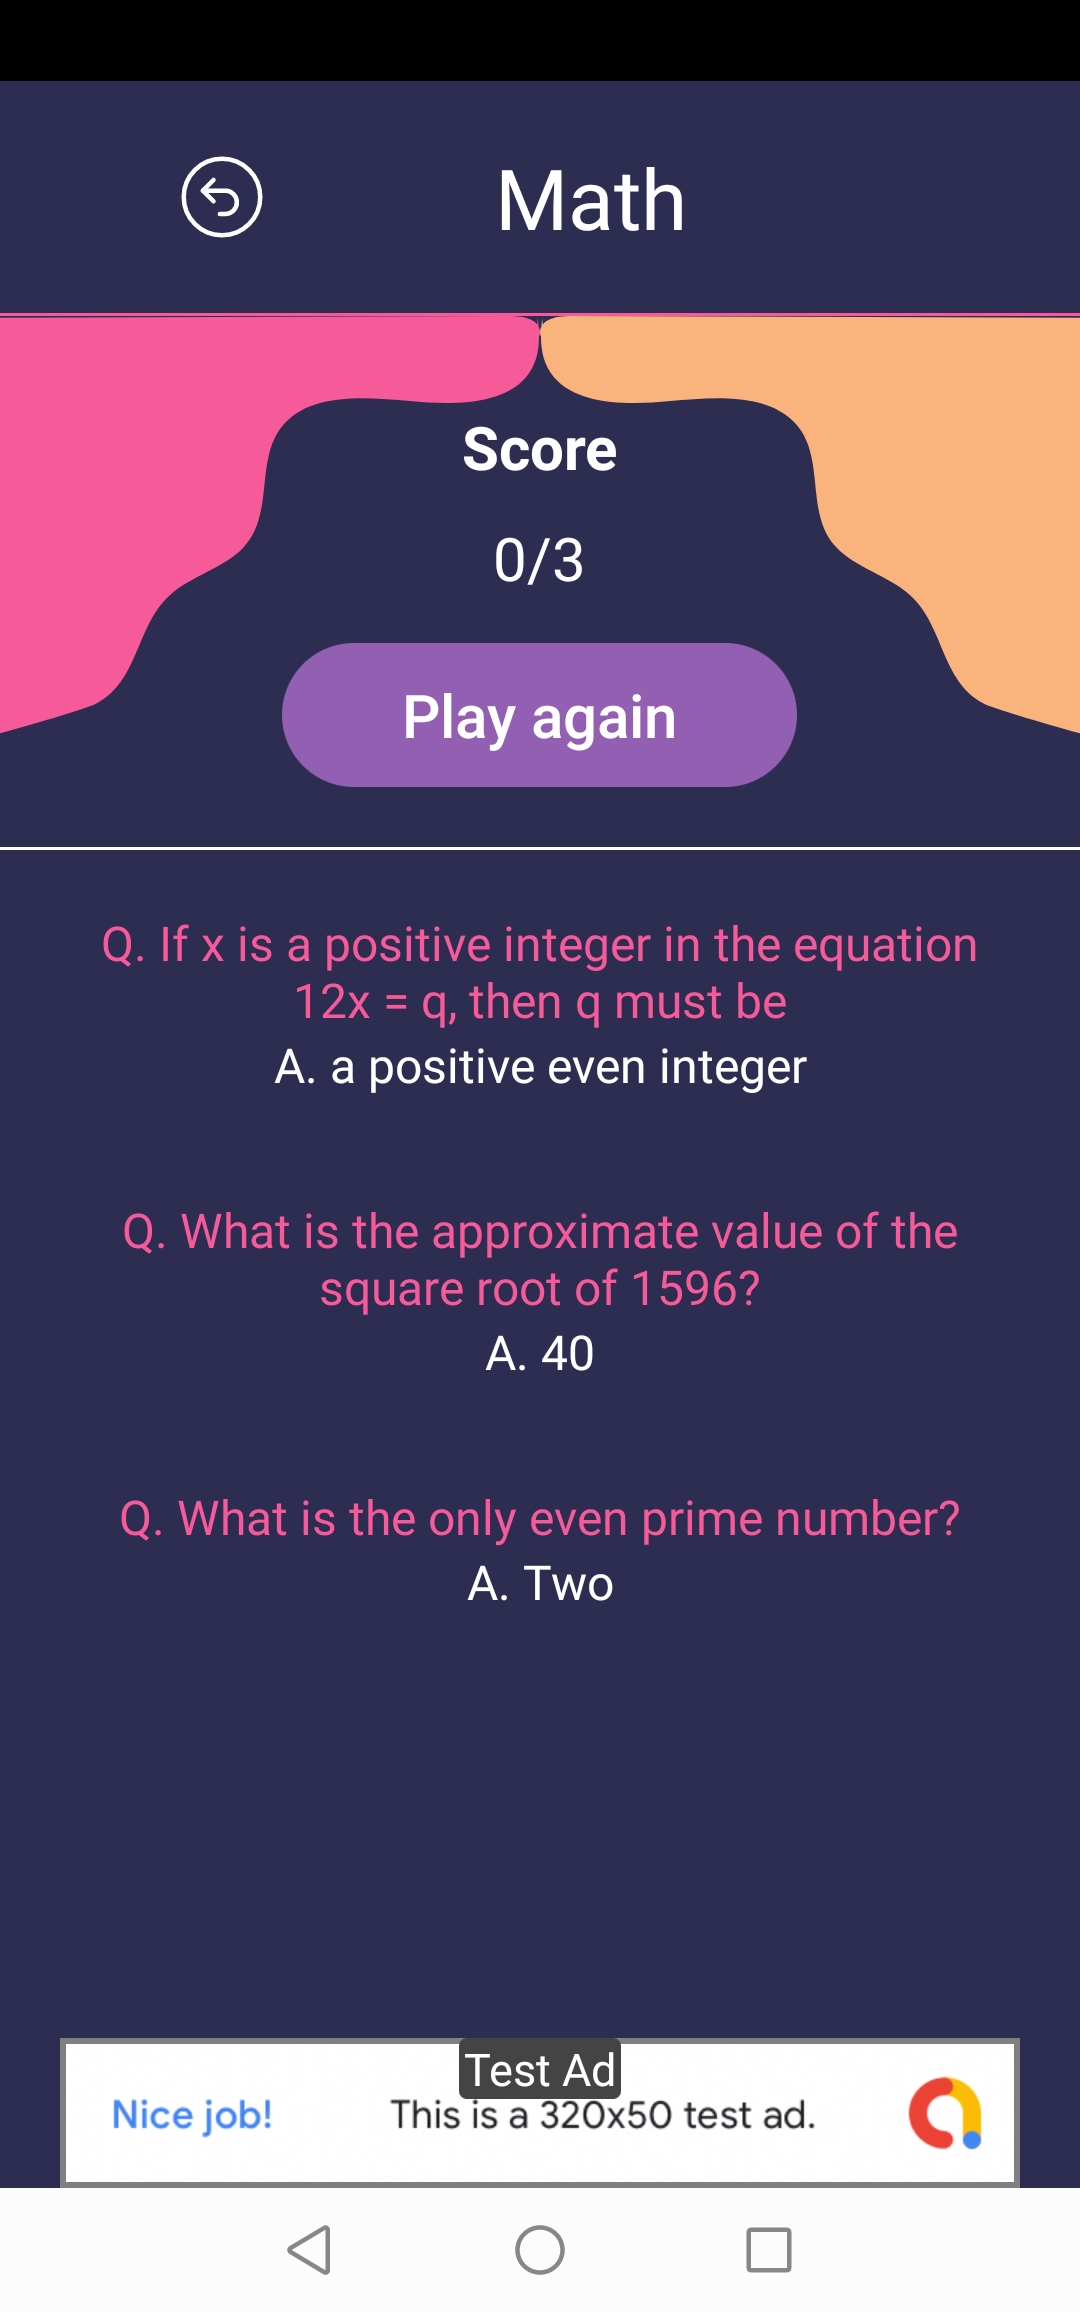 Math
Score
0/3
Play again
Q. If x is a positive integer in the equation
12x = q, then q must be
A. a positive even integer
Q. What is the approximate value of the
square root of 1596?
A. 40
Q. What is the only even prime number?
A. Two
Test Ad
Nice job!
This is a 320x50 test ad.